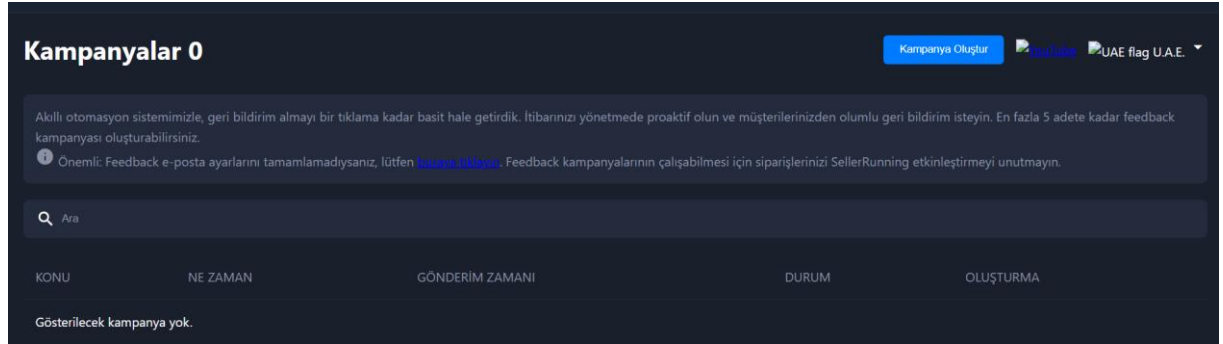 Kampanyalar 0
Kampanya Oluştur
YouTube
UAE flag U.A.E.
Akıllı otomasyon sistemimizle, geri bildirim almayı bir tıklama kadar basit hale getirdik. İtibarınızı yönetmede proaktif olun ve müşterilerinizden olumlu geri bildirim isteyin. En fazla 5 adete kadar feedback
kampanyası oluşturabilirsiniz.
Önemli: Feedback e-posta ayarlarını tamamlamadıysanız, lütfen buraya tıklayın. Feedback kampanyalarının çalışabilmesi için siparişlerinizi SellerRunning etkinleştirmeyi unutmayın.
Ara
KONU NE ZAMAN GÖNDERİM ZAMANI DURUM OLUŞTURMA
Gösterilecek kampanya yok.